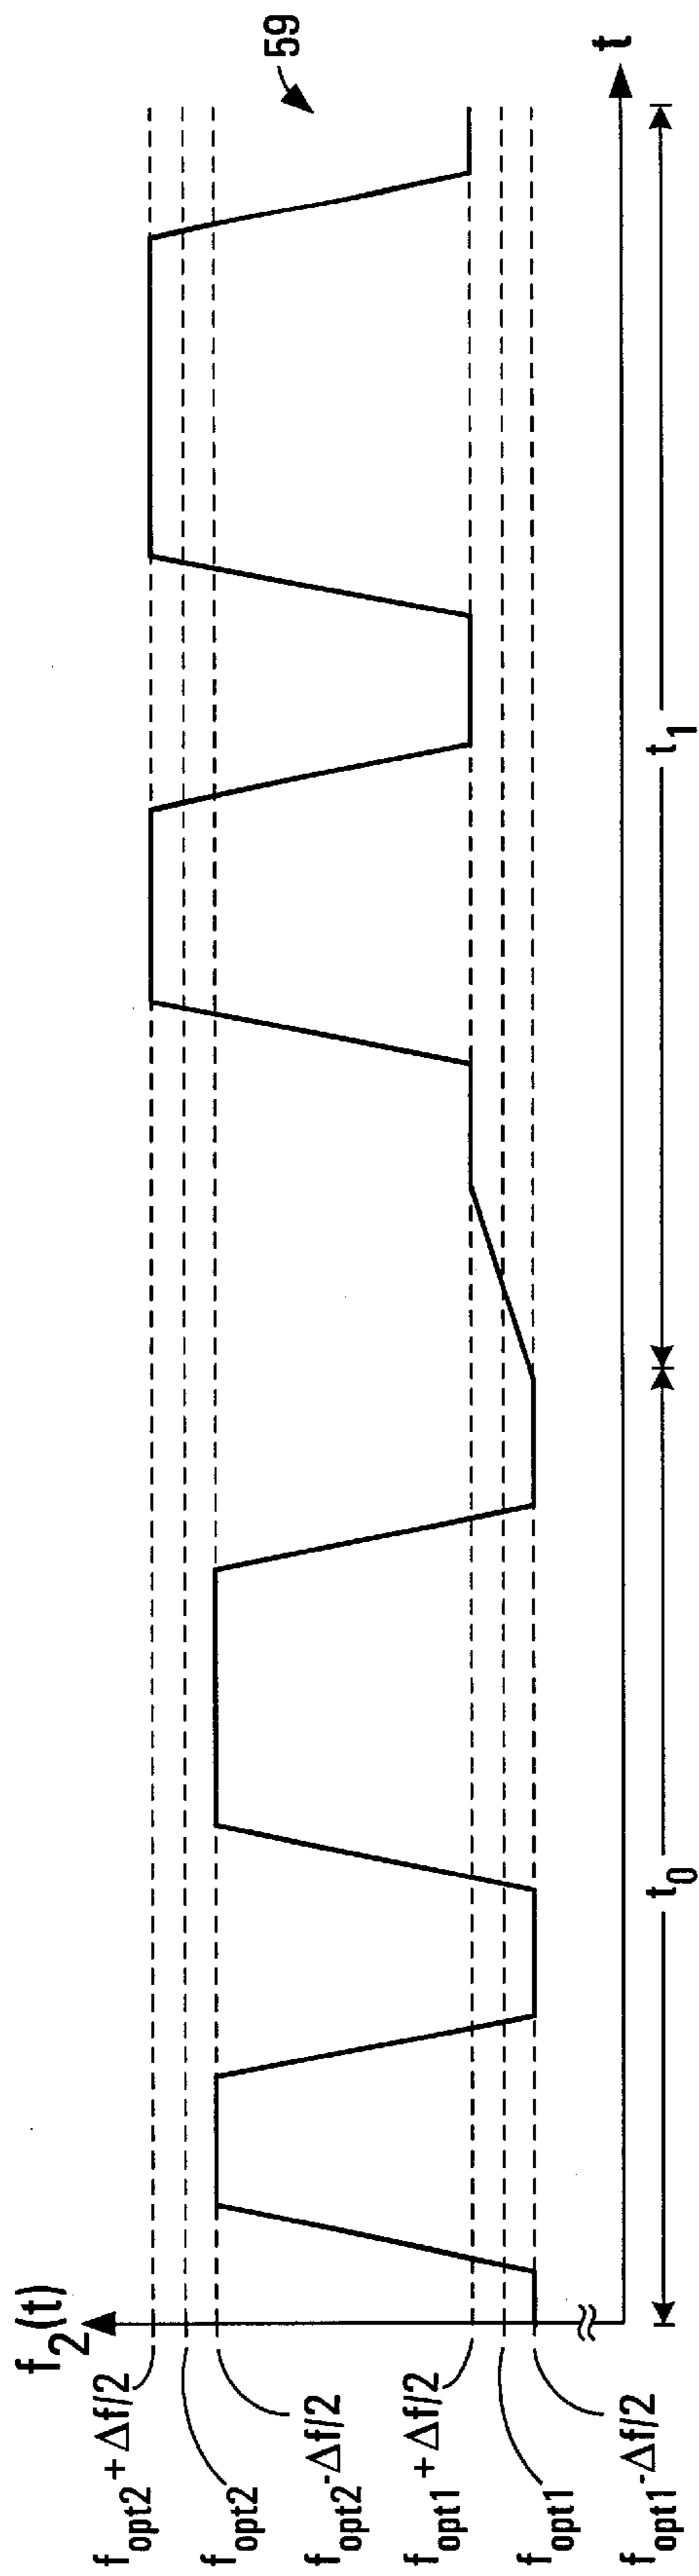 f2(t)
59
fopt2+Δf/2
fopt2
fopt2-Δf/2
fopt1+Δf/2
fopt1
fopt1-Δf/2
t
t0
t1